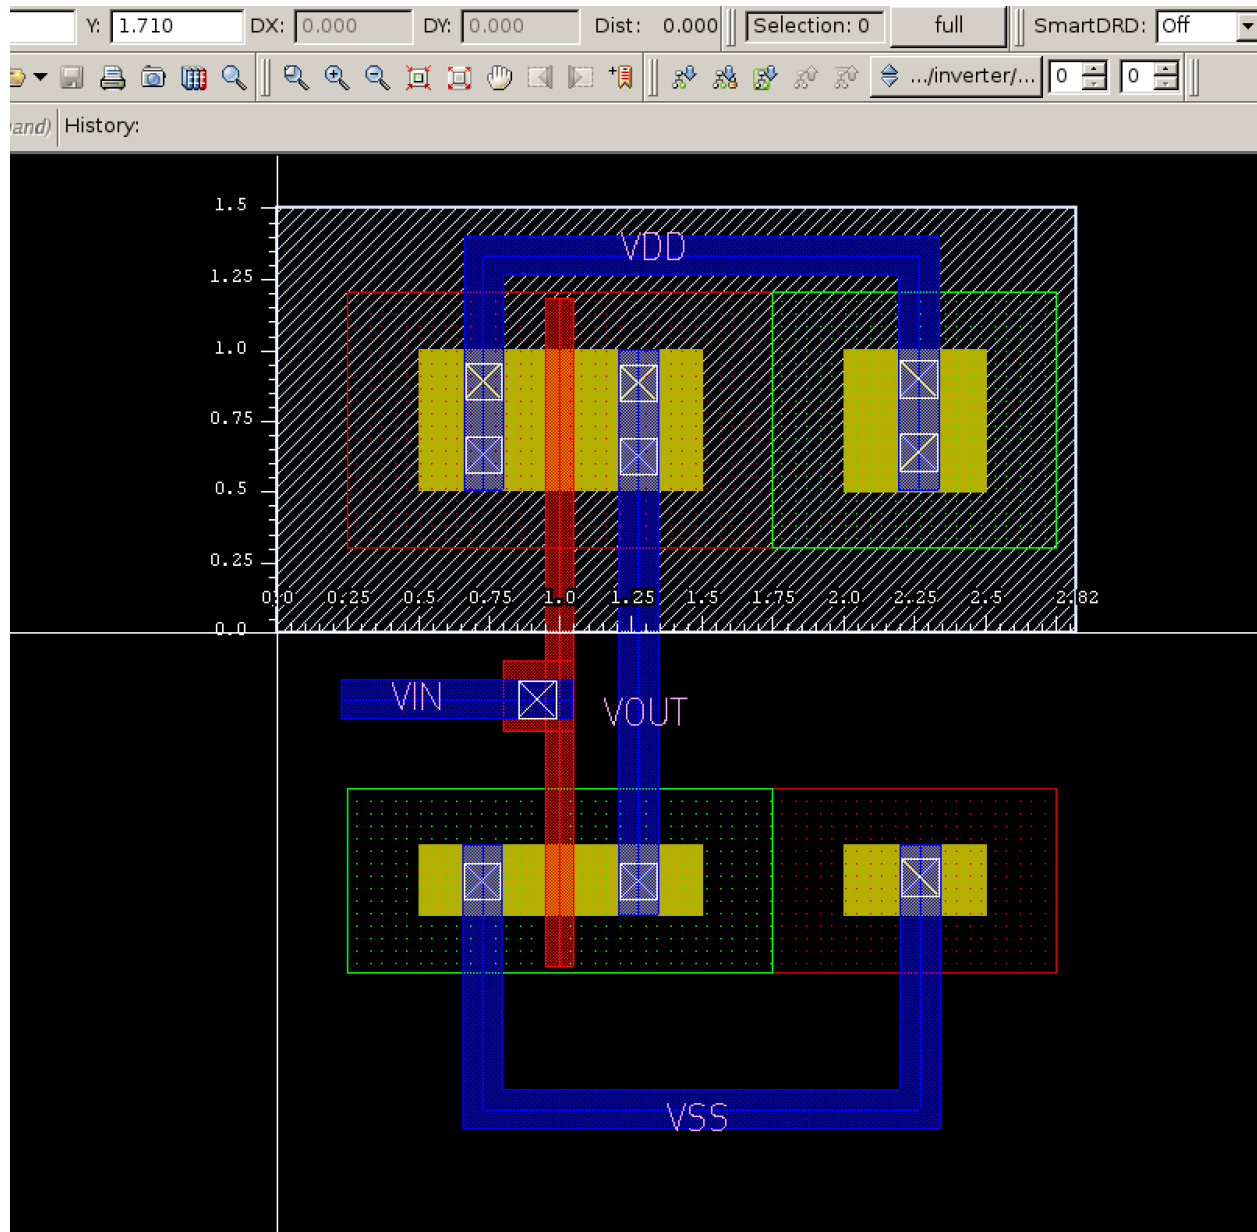 Y: 1.710 DX: 0.000 DY: 0.000 Dist: 0.000 Selection: 0 full SmartDRD: Off
.../inverter/... 0 0
and) History:
1.5
VDD
1.25
1.0
0.75
0.5
0.25
0.0 0.25 0.5 0.75 1.0 1.25 1.5 1.75 2.0 2.25 2.5 2.82
0.0
VIN
VOUT
VSS